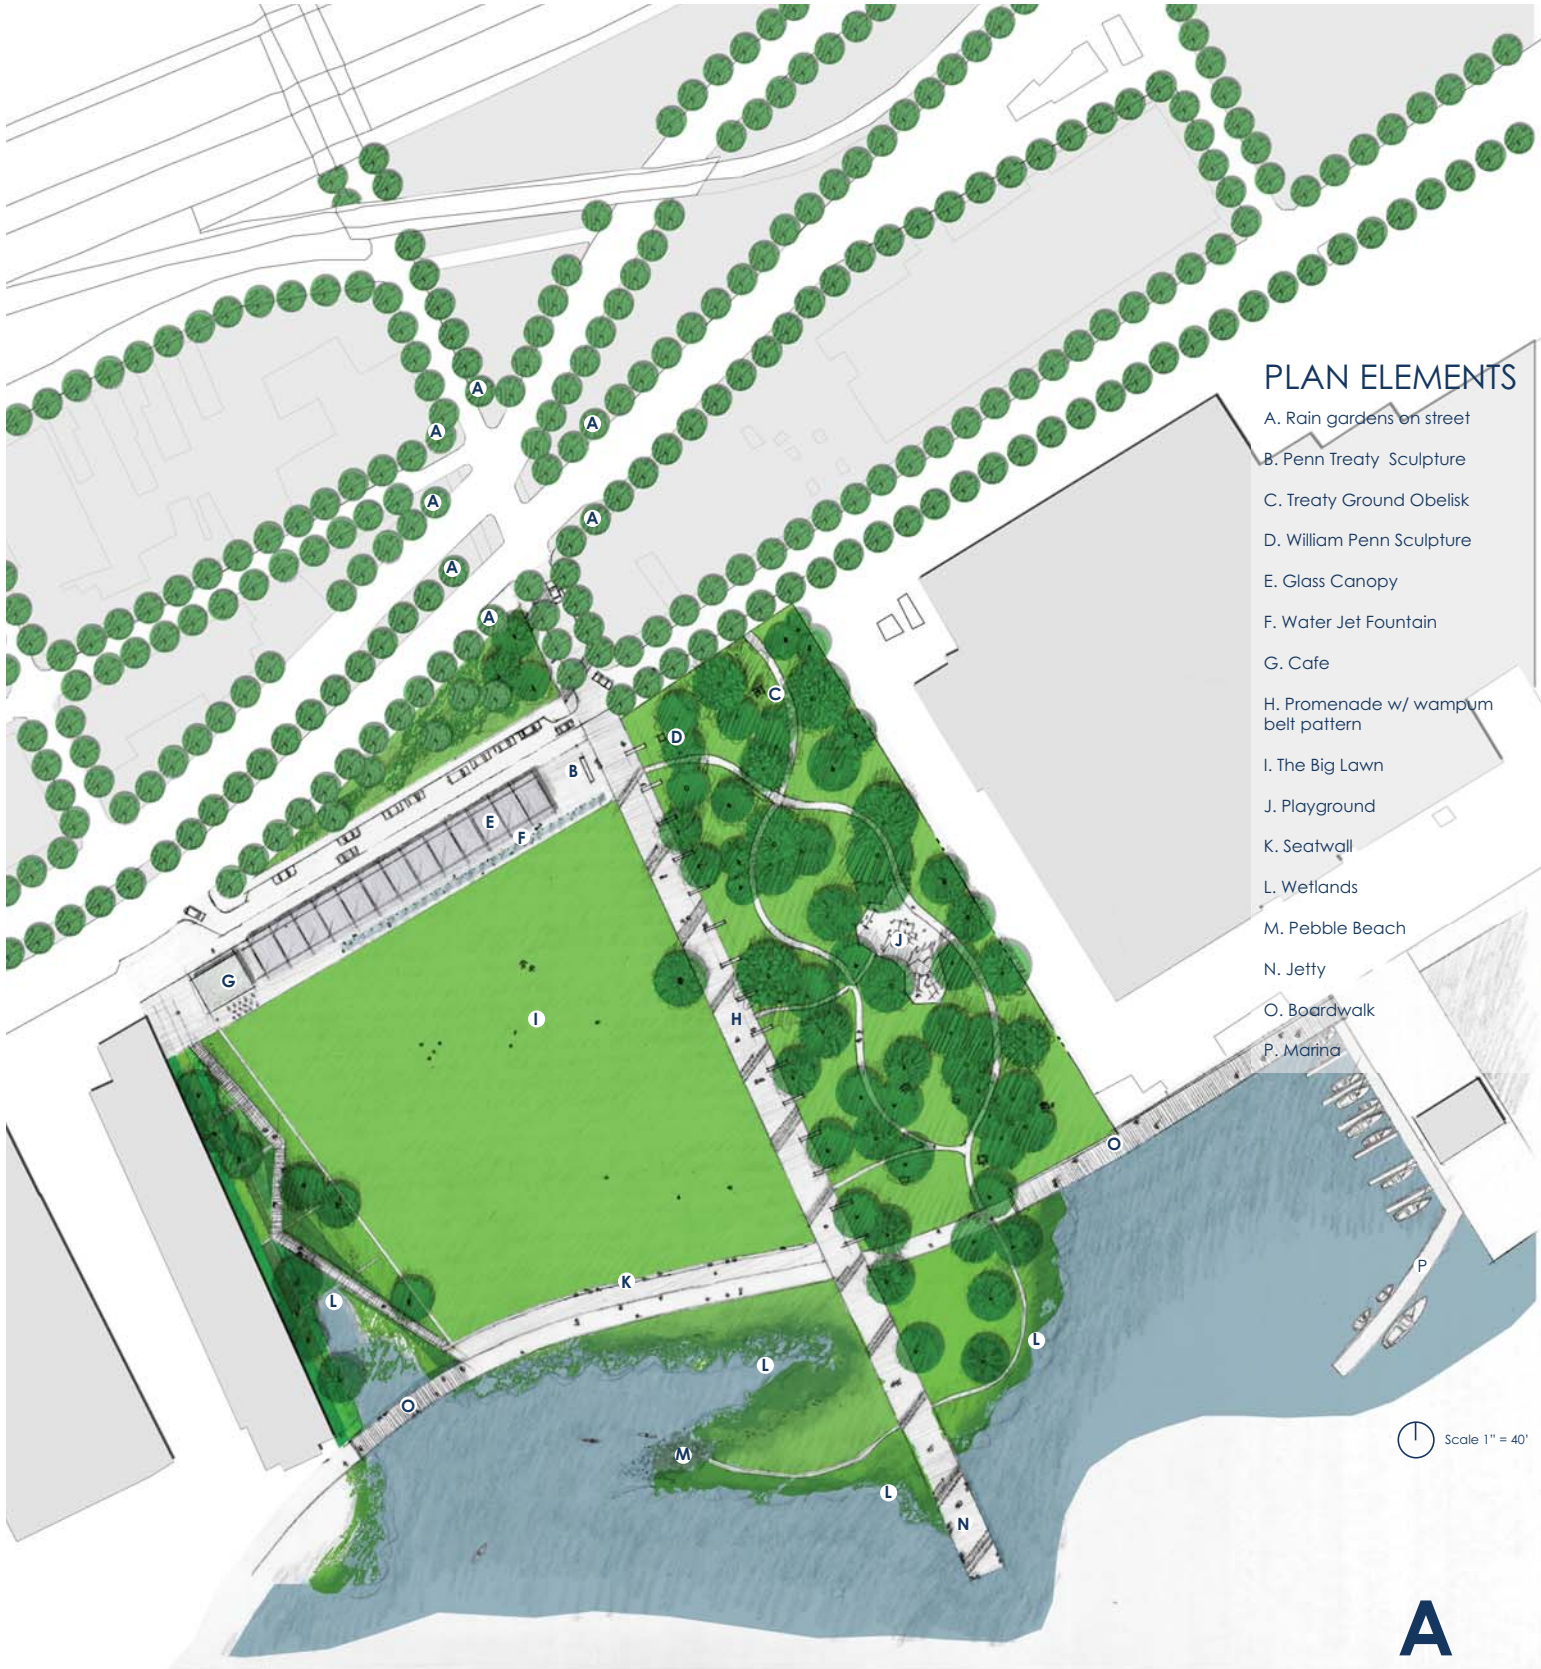 A
A
A
A
A
A
A
C
D
B
E
F
G
I
H
J
K
L
L
L
L
M
N
O
O
P
PLAN ELEMENTS
A. Rain gardens on street
B. Penn Treaty Sculpture
C. Treaty Ground Obelisk
D. William Penn Sculpture
E. Glass Canopy
F. Water Jet Fountain
G. Cafe
H. Promenade w/ wampum
belt pattern
I. The Big Lawn
J. Playground
K. Seatwall
L. Wetlands
M. Pebble Beach
N. Jetty
O. Boardwalk
P. Marina
Scale 1" = 40'
A